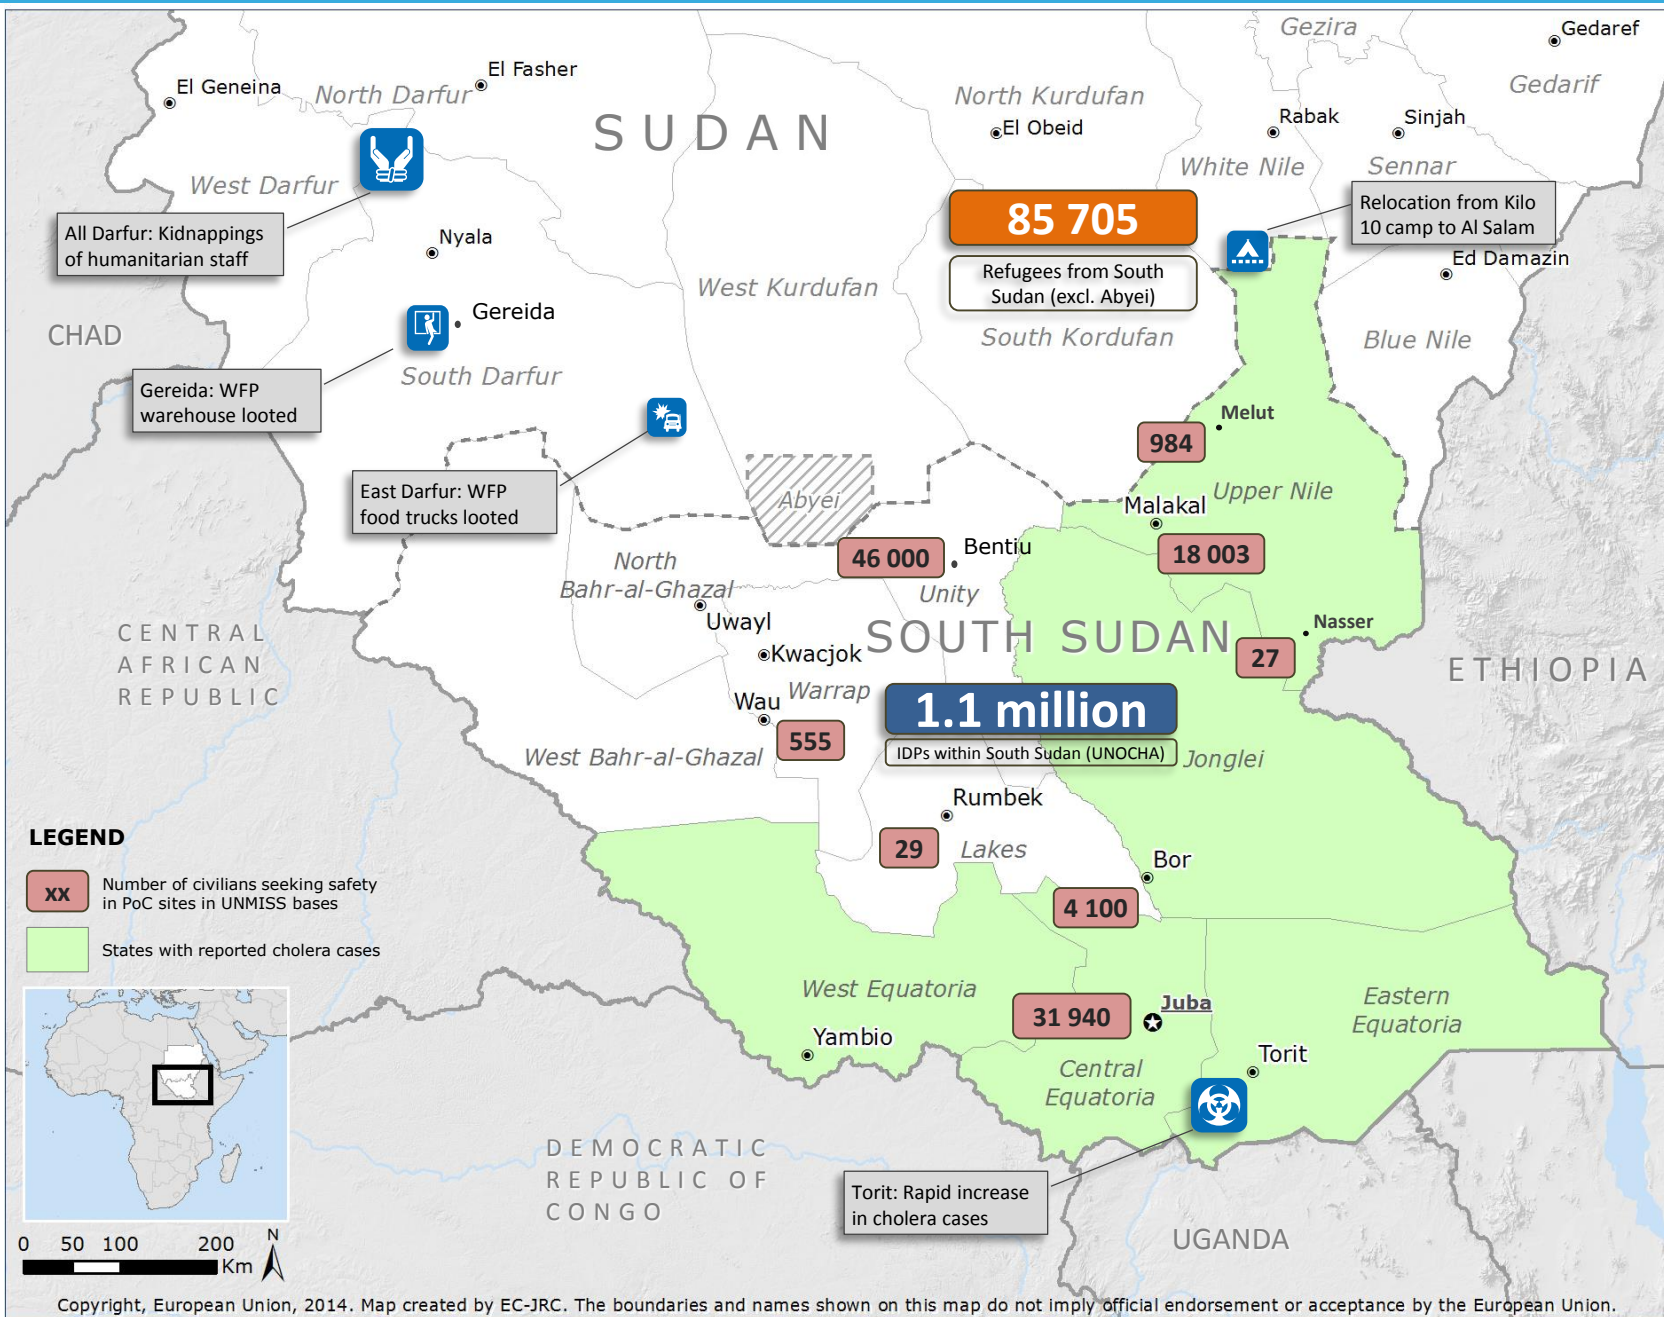 Gezira
Gedaref
Gedarif
El Geneina
El Fasher
North Darfur
SUDAN
North Kurdufan
El Obeid
Rabak
Sinjah
White Nile
Sennar
West Darfur
All Darfur: Kidnappings
of humanitarian staff
Nyala
85 705
Refugees from South
Sudan (excl. Abyei)
Relocation from Kilo
10 camp to Al Salam
Ed Damazin
West Kurdufan
South Kordufan
Blue Nile
CHAD
Gereida
South Darfur
Gereida: WFP
warehouse looted
East Darfur: WFP
food trucks looted
Abyei
Melut
984
Upper Nile
Malakal
18 003
46 000
Bentiu
Unity
North
Bahr-al-Ghazal
Uwayl
Kwacjok
SOUTH SUDAN
Nasser
27
ETHIOPIA
CENTRAL
AFRICAN
REPUBLIC
Warrap
Wau
555
West Bahr-al-Ghazal
1.1 million
IDPs within South Sudan (UNOCHA)
Jonglei
Rumbek
29
Lakes
Bor
4 100
LEGEND
xx
Number of civilians seeking safety
in PoC sites in UNMISS bases
States with reported cholera cases
West Equatoria
Yambio
31 940
Juba
Central
Equatoria
Eastern
Equatoria
Torit
DEMOCRATIC
REPUBLIC OF
CONGO
Torit: Rapid increase
in cholera cases
UGANDA
0 50 100 200
Km
N
Copyright, European Union, 2014. Map created by EC-JRC. The boundaries and names shown on this map do not imply official endorsement or acceptance by the European Union.